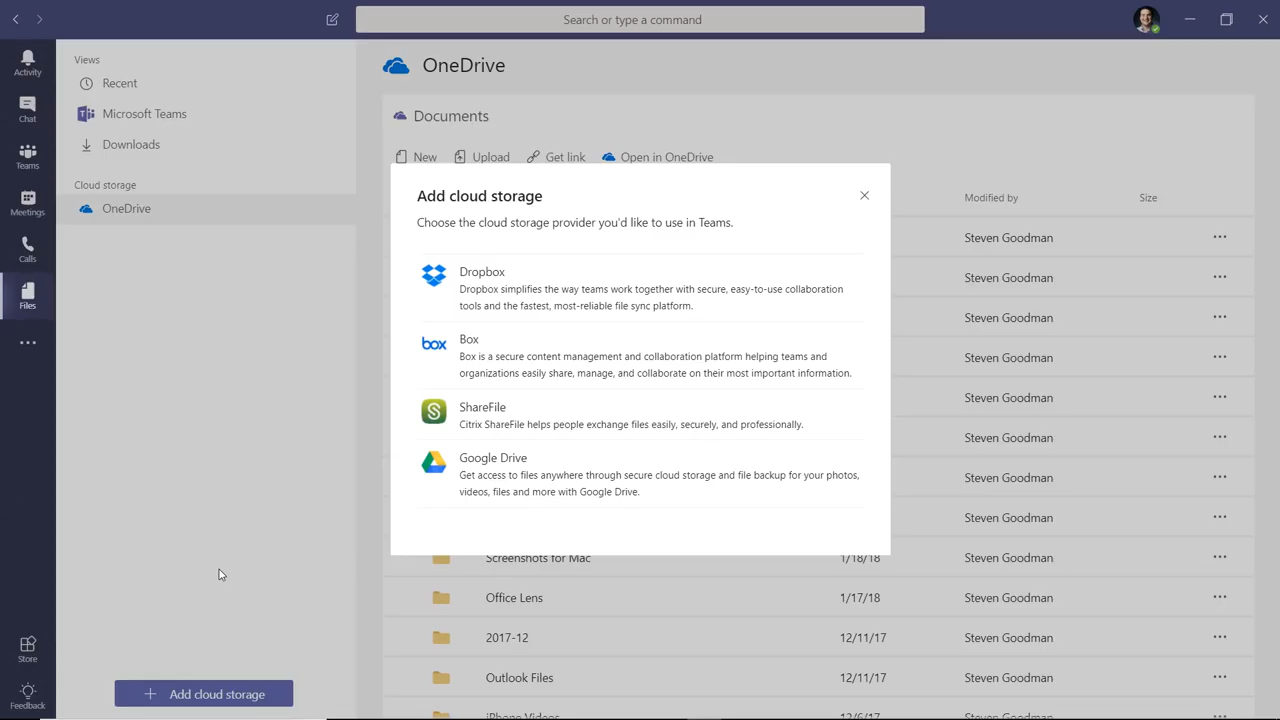 Search or type a command
Activity
Chat
Teams
Meetings
Calls
Files
Store
Feedback
Views
Recent
Microsoft Teams
Downloads
Cloud storage
OneDrive
Add cloud storage
OneDrive
Documents
New
Upload
Get link
Open in OneDrive
Modified by
Size
Steven Goodman
Steven Goodman
Steven Goodman
Steven Goodman
Steven Goodman
Steven Goodman
Steven Goodman
Steven Goodman
Screenshots for Mac 1/18/18 Steven Goodman
Office Lens 1/17/18 Steven Goodman
2017-12 12/11/17 Steven Goodman
Outlook Files 12/11/17 Steven Goodman
iPhone Videos 12/6/17 Steven Goodman
Add cloud storage
Choose the cloud storage provider you'd like to use in Teams.
Dropbox
Dropbox simplifies the way teams work together with secure, easy-to-use collaboration
tools and the fastest, most-reliable file sync platform.
box
Box
Box is a secure content management and collaboration platform helping teams and
organizations easily share, manage, and collaborate on their most important information.
ShareFile
Citrix ShareFile helps people exchange files easily, securely, and professionally.
Google Drive
Get access to files anywhere through secure cloud storage and file backup for your photos,
videos, files and more with Google Drive.